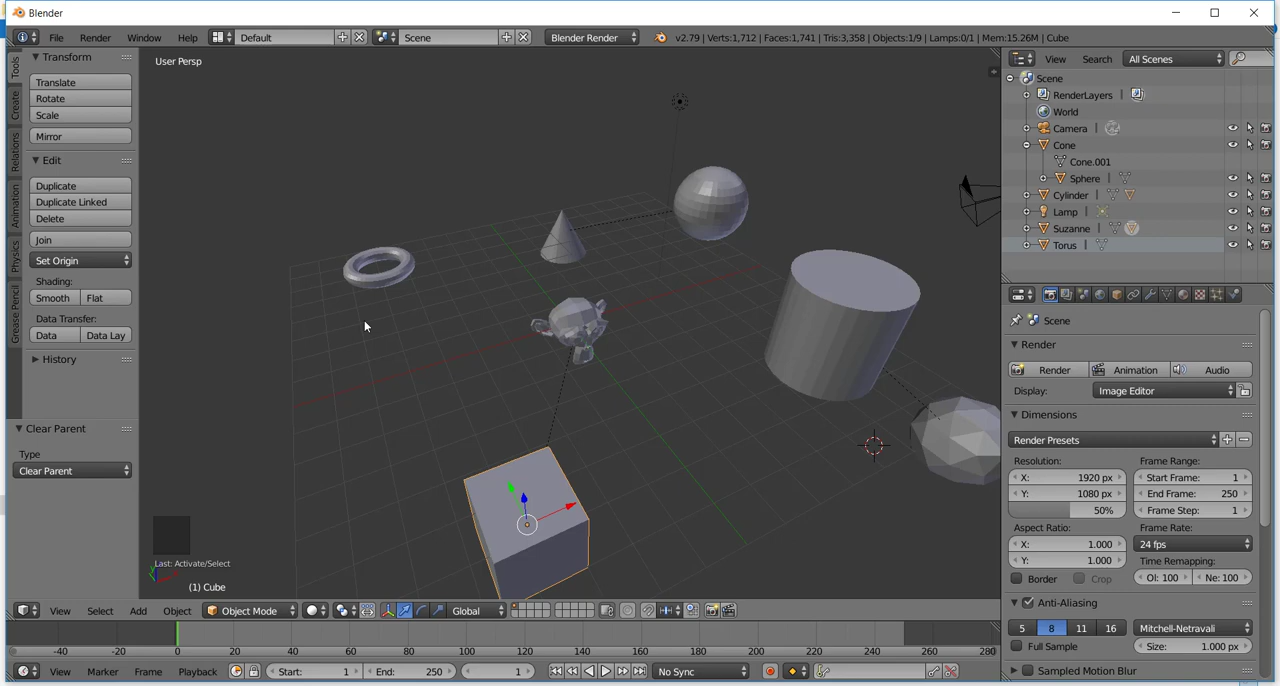 Blender
File Render Window Help Default Scene Blender Render v2.79 | Verts:1,712 | Faces:1,741 | Tris:3,358 | Objects:1/9 | Lamps:0/1 | Mem:15.26M | Cube
Tools
Create
Relations
Animation
Physics
Grease Pencil
Transform
Translate
Rotate
Scale
Mirror
Edit
Duplicate
Duplicate Linked
Delete
Join
Set Origin
Shading:
Smooth Flat
Data Transfer:
Data Data Lay
History
Clear Parent
Type
Clear Parent
User Persp
Last: Activate/Select
(1) Cube
View Select Add Object Object Mode Global
-40 -20 0 20 40 60 80 100 120 140 160 180 200 220 240 260 280
View Marker Frame Playback Start: 1 End: 250 1 No Sync
View Search All Scenes
Scene
RenderLayers |
World
Camera |
Cone
Cone.001
Sphere |
Cylinder |
Lamp |
Suzanne |
Torus |
Scene
Render
Render Animation Audio
Display: Image Editor
Dimensions
Render Presets
Resolution: Frame Range:
X: 1920 px Start Frame: 1
Y: 1080 px End Frame: 250
50% Frame Step: 1
Aspect Ratio: Frame Rate:
X: 1.000 24 fps
Y: 1.000 Time Remapping:
Border Crop Ol: 100 Ne: 100
Anti-Aliasing
5 8 11 16 Mitchell-Netravali
Full Sample Size: 1.000 px
Sampled Motion Blur